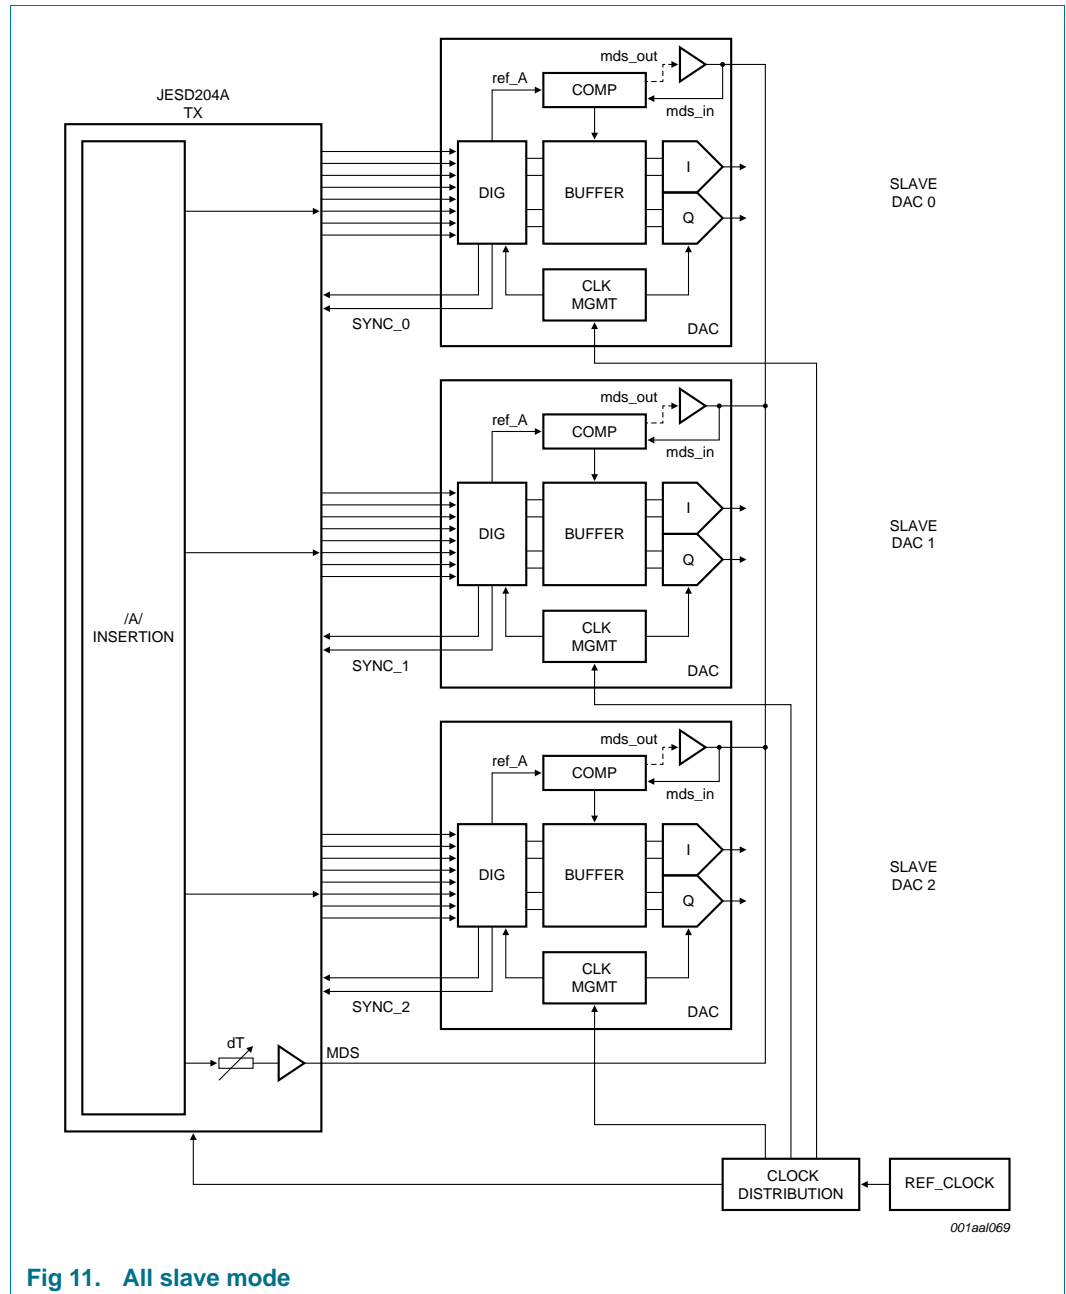 JESD204A
TX
/A/
INSERTION
mds_out
ref_A
COMP
mds_in
DIG
BUFFER
I
Q
CLK
MGMT
DAC
SYNC_0
SLAVE
DAC 0
mds_out
ref_A
COMP
mds_in
DIG
BUFFER
I
Q
CLK
MGMT
DAC
SYNC_1
SLAVE
DAC 1
mds_out
ref_A
COMP
mds_in
DIG
BUFFER
I
Q
CLK
MGMT
DAC
SYNC_2
SLAVE
DAC 2
dT
MDS
CLOCK
DISTRIBUTION
REF_CLOCK
001aal069
Fig 11. All slave mode